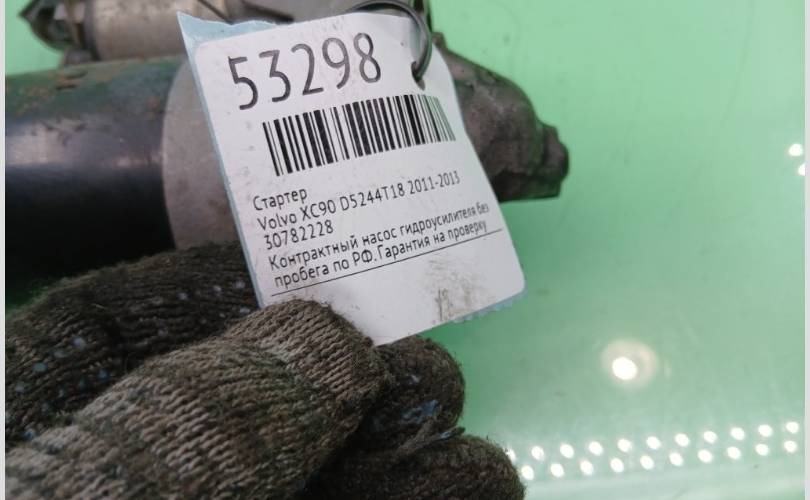 53298
Стартер
Volvo XC90 D5244T18 2011-2013
30782228
Контрактный насос гидроусилителя без
пробега по РФ.Гарантия на проверку